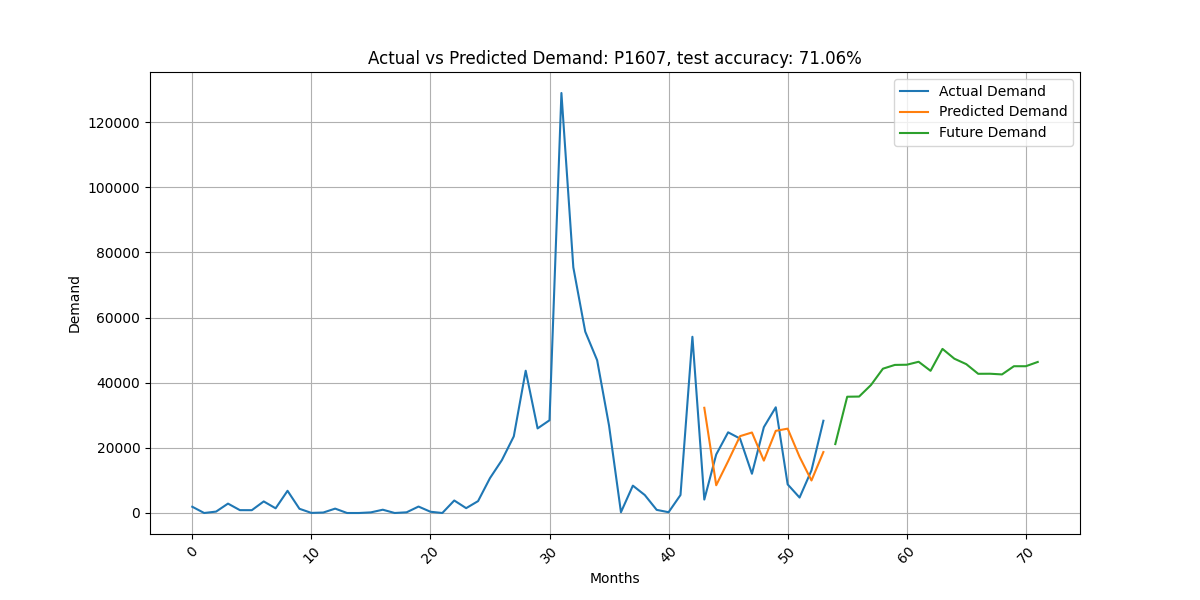 Actual vs Predicted Demand: P1607, test accuracy: 71.06%
Actual Demand
Predicted Demand
Future Demand
120000
100000
80000
60000
40000
20000
0
Demand
0 10 20 30 40 50 60 70
Months